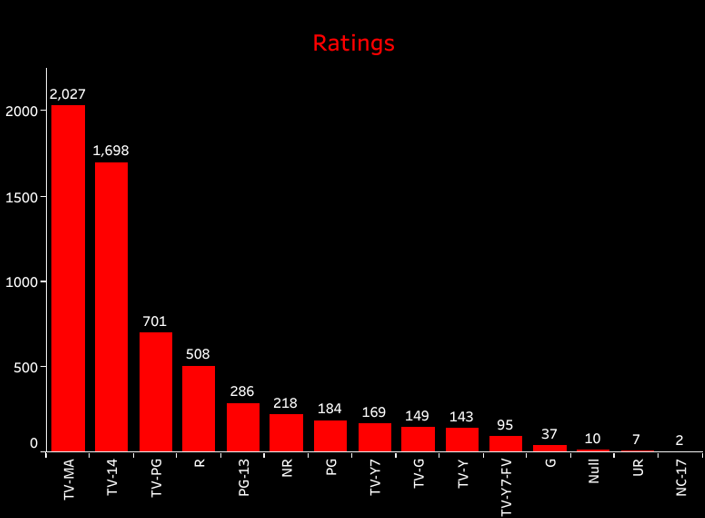 Ratings
2,027
2000
1,698
1500
1000
701
500
508
286
218
184
169
149
143
95
37
10
7
2
0
TV-MA
TV-14
TV-PG
R
PG-13
NR
PG
TV-Y7
TV-G
TV-Y
TV-Y7-FV
G
Null
UR
NC-17